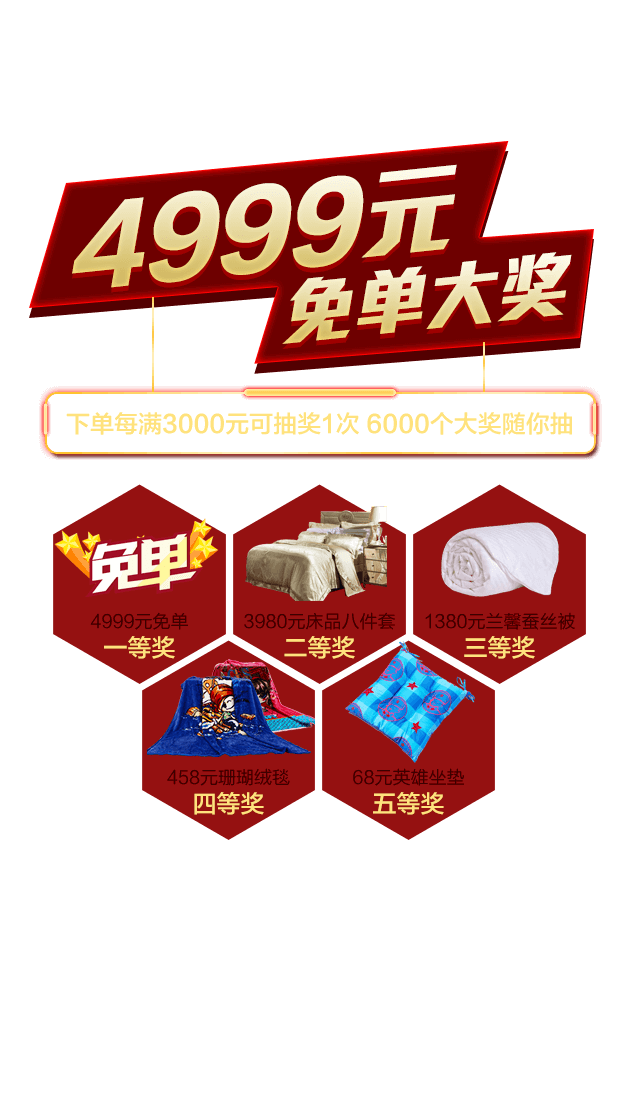 4999元
免单大奖
下单每满3000元可抽奖1次 6000个大奖随你抽
免单
4999元免单
一等奖
3980元床品八件套
二等奖
1380元兰馨蚕丝被
三等奖
458元珊瑚绒毯
四等奖
68元英雄坐垫
五等奖